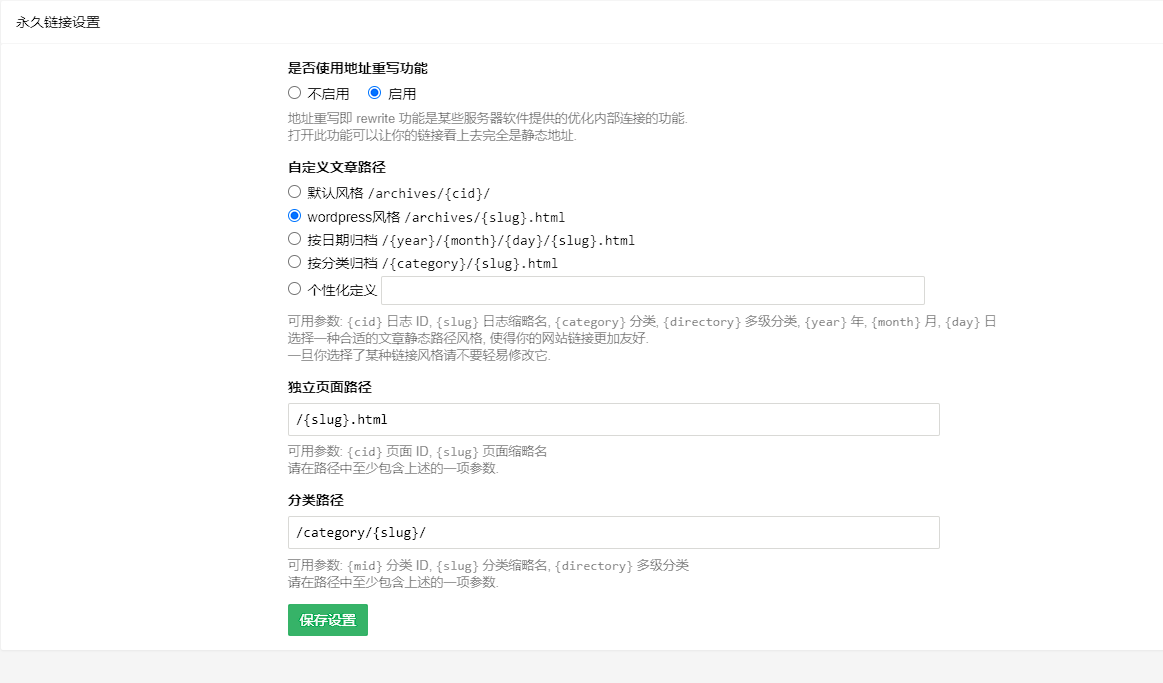 永久链接设置
是否使用地址重写功能
不启用 启用
地址重写即 rewrite 功能是某些服务器软件提供的优化内部连接的功能.
打开此功能可以让你的链接看上去完全是静态地址.
自定义文章路径
默认风格 /archives/{cid}/
wordpress风格 /archives/{slug}.html
按日期归档 /{year}/{month}/{day}/{slug}.html
按分类归档 /{category}/{slug}.html
个性化定义
可用参数: {cid} 日志 ID, {slug} 日志缩略名, {category} 分类, {directory} 多级分类, {year} 年, {month} 月, {day} 日
选择一种合适的文章静态路径风格, 使得你的网站链接更加友好.
一旦你选择了某种链接风格请不要轻易修改它.
独立页面路径
/{slug}.html
可用参数: {cid} 页面 ID, {slug} 页面缩略名
请在路径中至少包含上述的一项参数.
分类路径
/category/{slug}/
可用参数: {mid} 分类 ID, {slug} 分类缩略名, {directory} 多级分类
请在路径中至少包含上述的一项参数.
保存设置